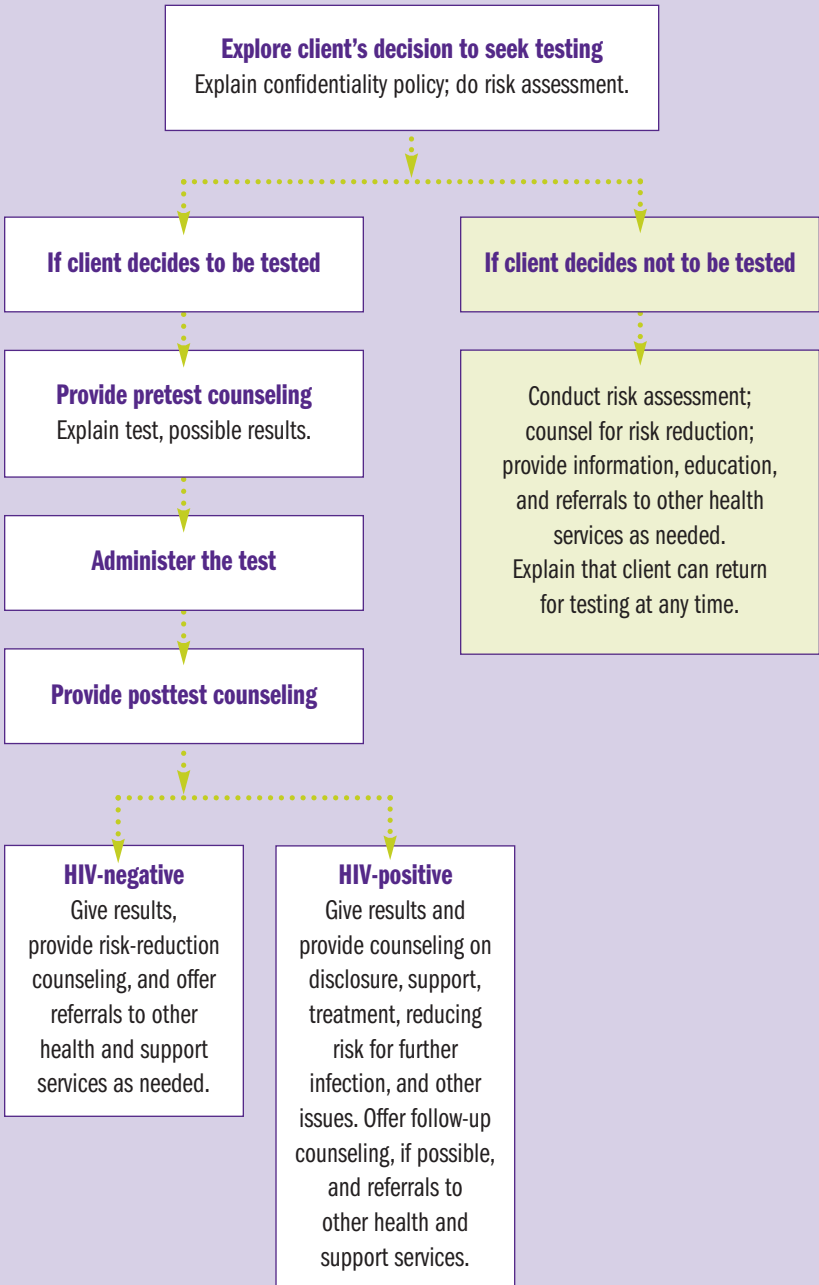 Explore client’s decision to seek testing
Explain confidentiality policy; do risk assessment.
If client decides to be tested
If client decides not to be tested
Provide pretest counseling
Explain test, possible results.
Conduct risk assessment;
counsel for risk reduction;
provide information, education,
and referrals to other health
services as needed.
Explain that client can return
for testing at any time.
Administer the test
Provide posttest counseling
HIV-negative
Give results,
provide risk-reduction
counseling, and offer
referrals to other
health and support
services as needed.
HIV-positive
Give results and
provide counseling on
disclosure, support,
treatment, reducing
risk for further
infection, and other
issues. Offer follow-up
counseling, if possible,
and referrals to
other health and
support services.